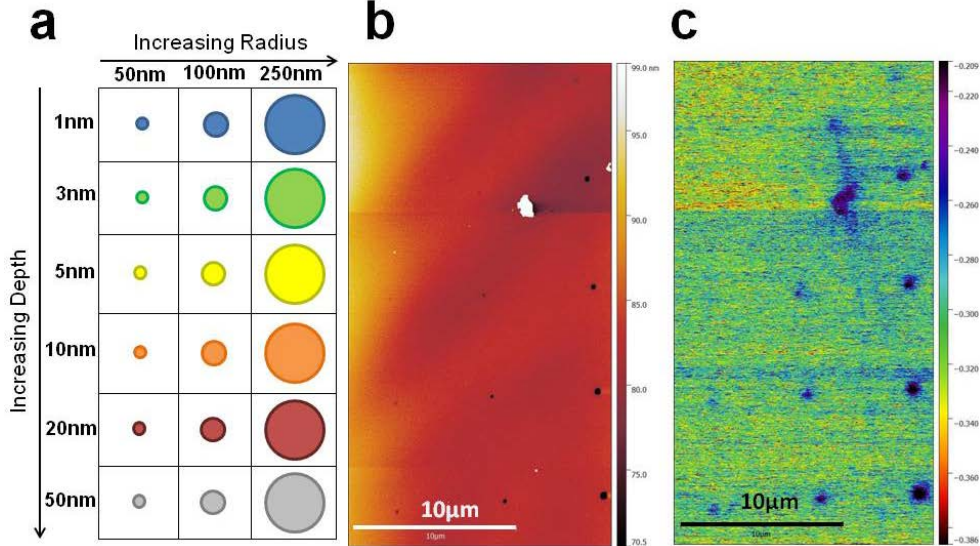 a
Increasing Radius
50nm 100nm 250nm
Increasing Depth
1nm
3nm
5nm
10nm
20nm
50nm
b
99.0 nm
95.0
90.0
85.0
80.0
75.0
70.5
10μm
10μm
c
-0.209
-0.220
-0.240
-0.260
-0.280
-0.300
-0.320
-0.340
-0.360
-0.386
10μm
10μm